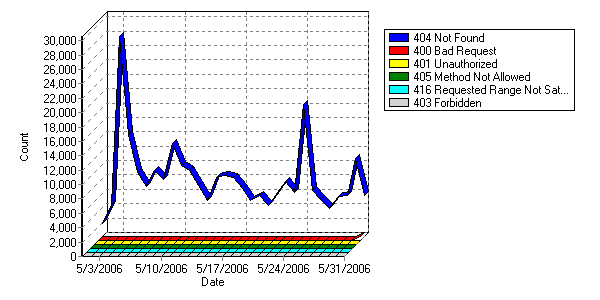 30,000
28,000
26,000
24,000
22,000
20,000
18,000
16,000
14,000
12,000
10,000
8,000
6,000
4,000
2,000
0
Count
5/3/2006 5/10/2006 5/17/2006 5/24/2006 5/31/2006
Date
404 Not Found
400 Bad Request
401 Unauthorized
405 Method Not Allowed
416 Requested Range Not Sat...
403 Forbidden